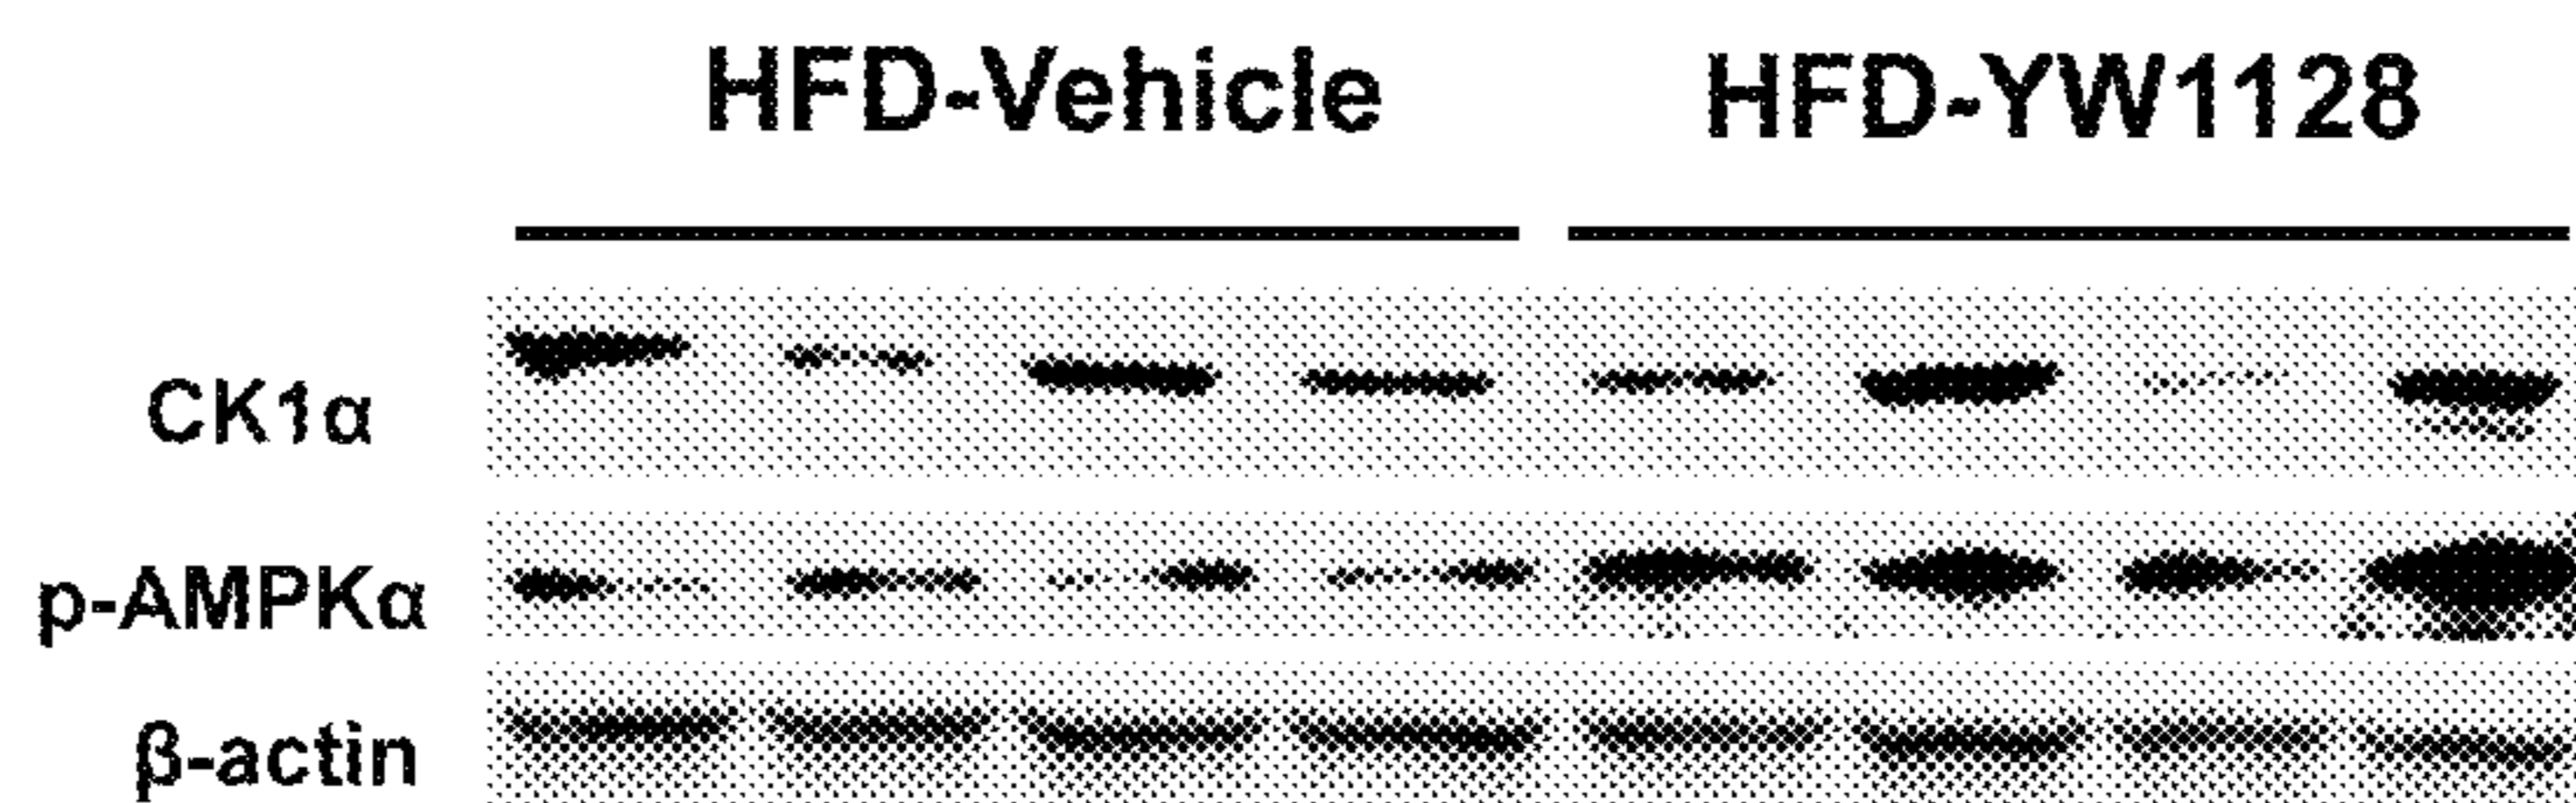 HFD-Vehicle HFD-YW1128
CK1α
p-AMPKα
β-actin